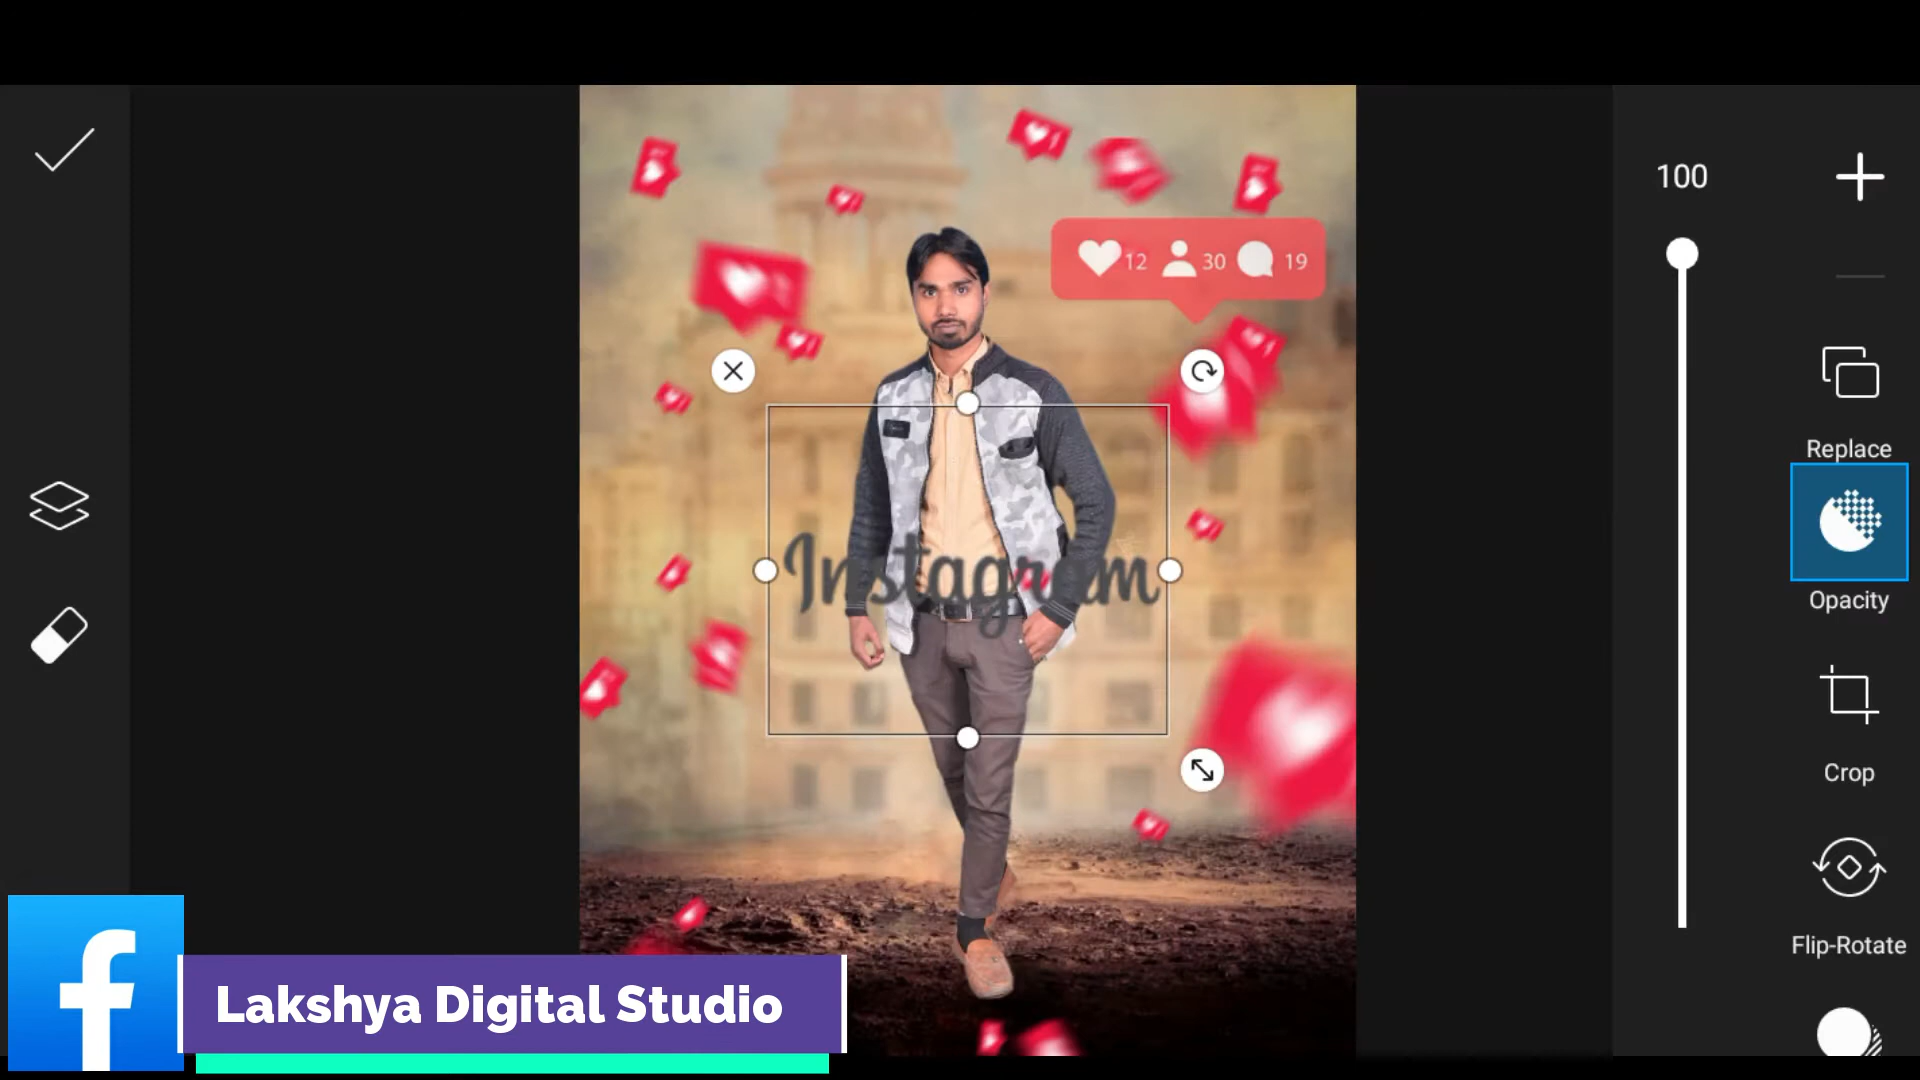 100
12 30 19
Replace
Instagram
Opacity
Crop
Flip-Rotate
Lakshya Digital Studio